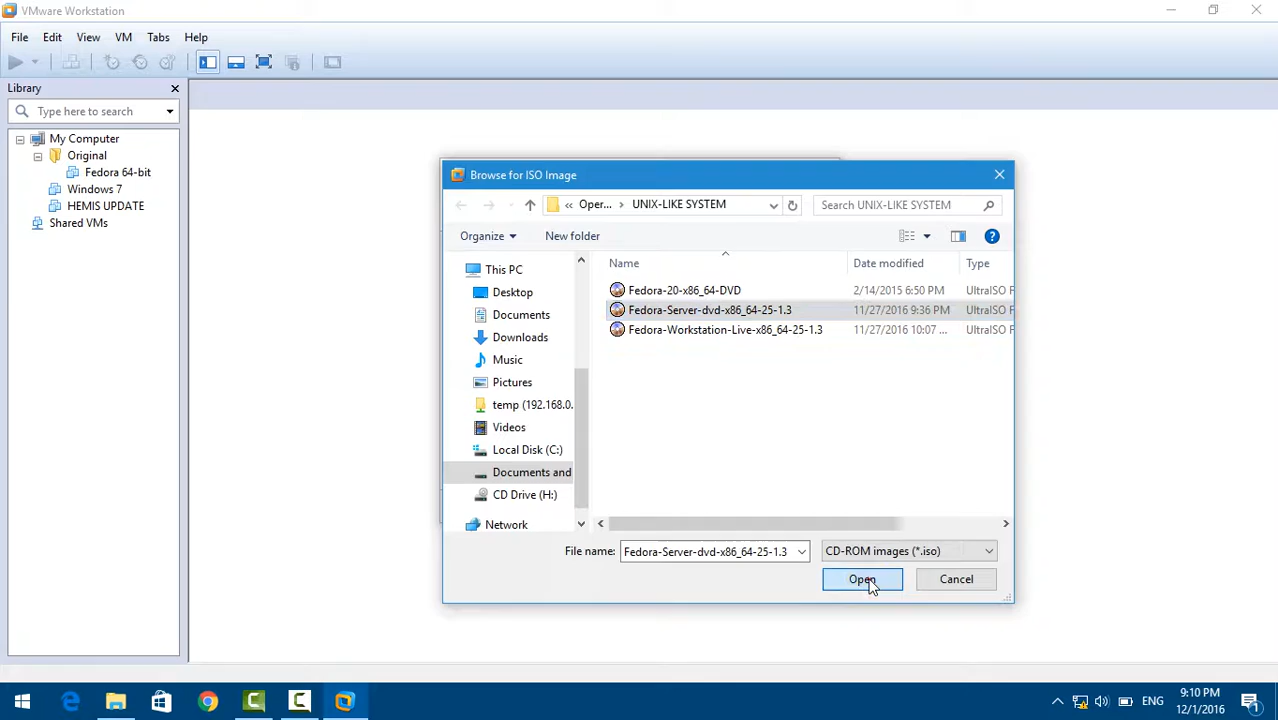 VMware Workstation
File Edit View VM Tabs Help
Library
Type here to search
My Computer
Original
Fedora 64-bit
Windows 7
HEMIS UPDATE
Shared VMs
Browse for ISO Image
« Oper... › UNIX-LIKE SYSTEM
Search UNIX-LIKE SYSTEM
Organize
New folder
This PC
Desktop
Documents
Downloads
Music
Pictures
temp (192.168.0.
Videos
Local Disk (C:)
Documents and
CD Drive (H:)
Network
Name Date modified Type
Fedora-20-x86_64-DVD 2/14/2015 6:50 PM UltraISO F
Fedora-Server-dvd-x86_64-25-1.3 11/27/2016 9:36 PM UltraISO F
Fedora-Workstation-Live-x86_64-25-1.3 11/27/2016 10:07 ... UltraISO F
File name: Fedora-Server-dvd-x86_64-25-1.3 CD-ROM images (*.iso)
Open Cancel
ENG
9:10 PM
12/1/2016
1